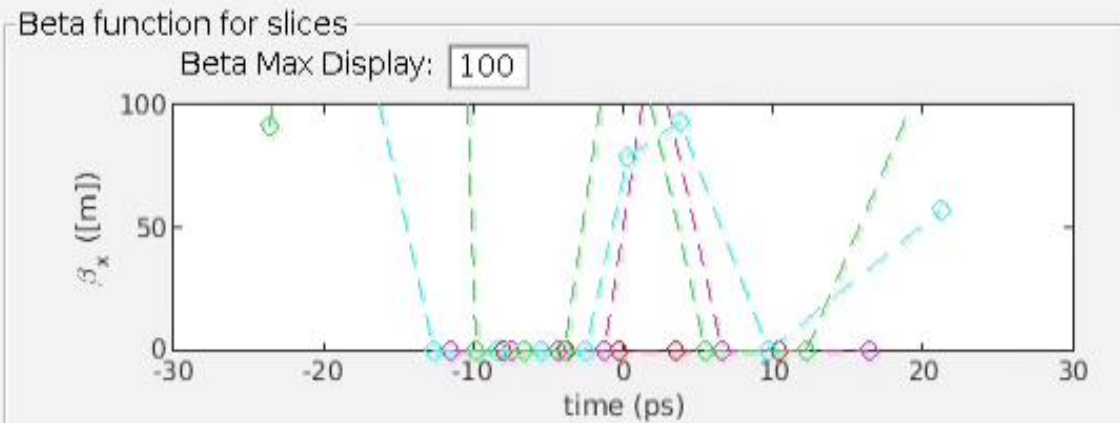 Beta function for slices
Beta Max Display: 100
100
50
0
βx ([m])
-30 -20 -10 0 10 20 30
time (ps)